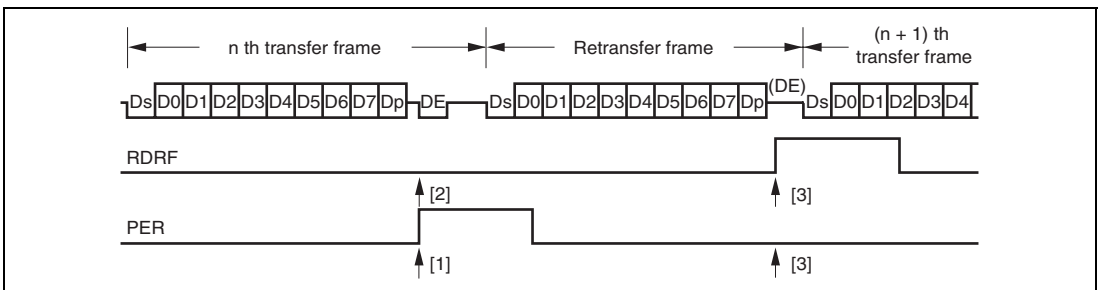 n th transfer frame Retransfer frame (n + 1) th
transfer frame
Ds D0 D1 D2 D3 D4 D5 D6 D7 Dp DE Ds D0 D1 D2 D3 D4 D5 D6 D7 Dp (DE) Ds D0 D1 D2 D3 D4
RDRF
[2] [3]
PER
[1] [3]